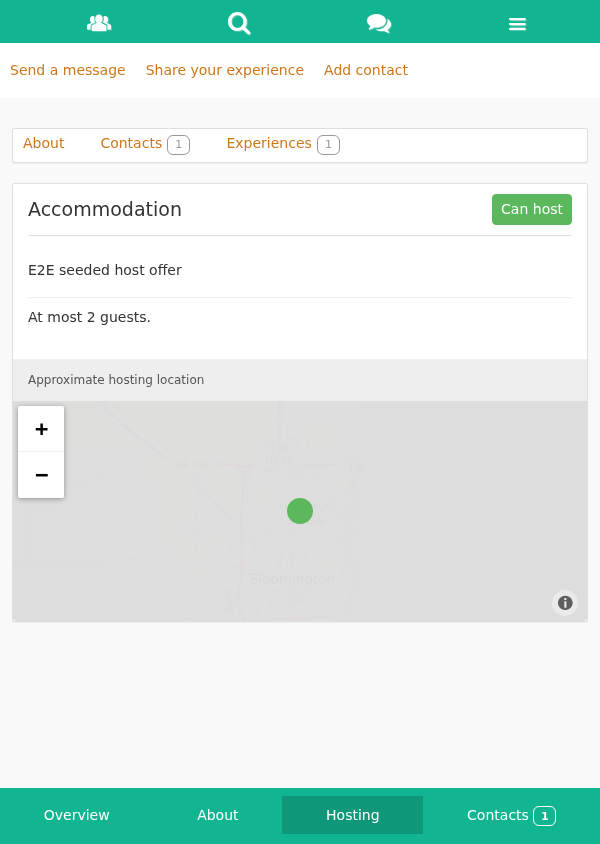 Send a message Share your experience Add contact
About Contacts 1 Experiences 1
Accommodation Can host
E2E seeded host offer
At most 2 guests.
Approximate hosting location
+
−
Bloomington
Overview About Hosting Contacts 1